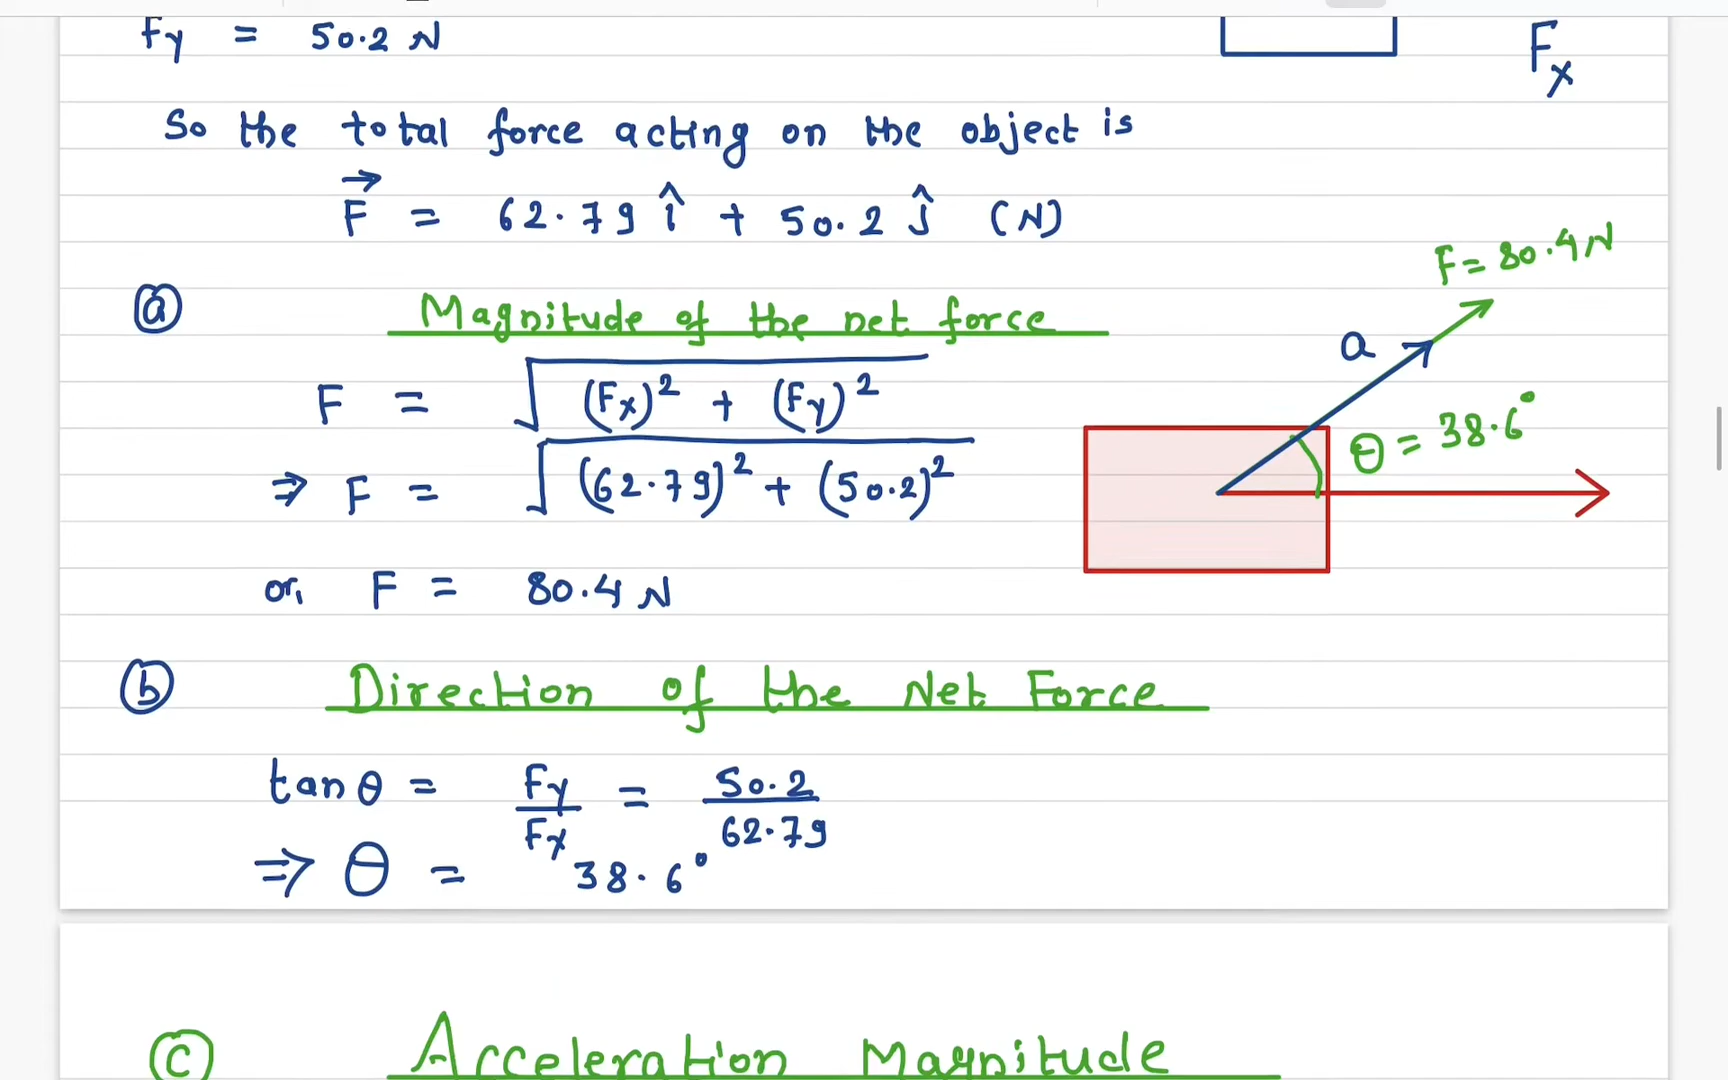 Fy = 50.2 N
Fx
So the total force acting on the object is
→F = 62.79 î + 50.2 ĵ (N)
F = 80.4 N
ⓐ Magnitude of the net force
a
F = √(Fx)² + (Fy)²
θ = 38.6°
⇒ F = √(62.79)² + (50.2)²
or, F = 80.4 N
ⓑ Direction of the Net Force
tan θ = Fy/Fx = 50.2/62.79
⇒ θ = 38.6°
ⓒ Acceleration Magnitude